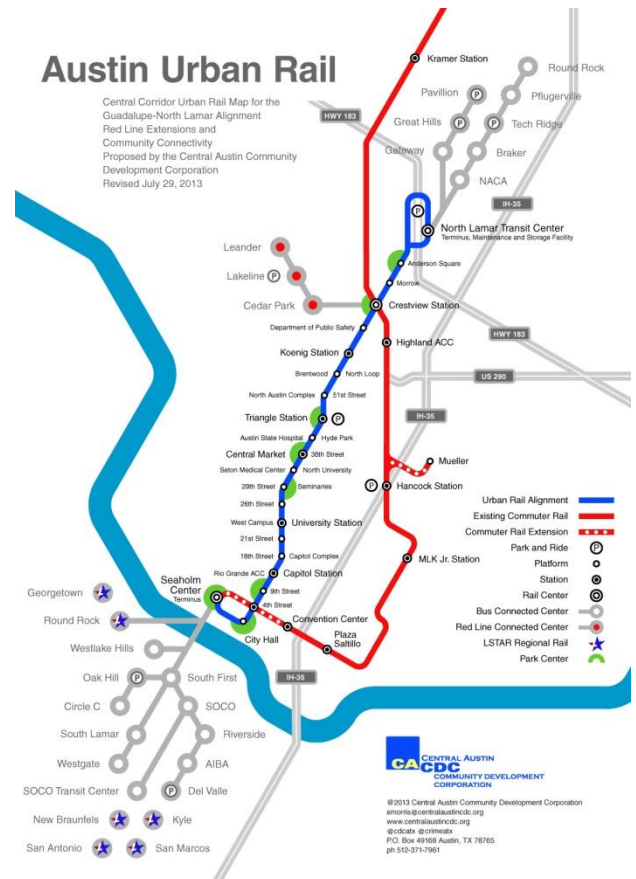 Austin Urban Rail
Central Corridor Urban Rail Map for the
Guadalupe-North Lamar Alignment
Red Line Extensions and
Community Connectivity
Proposed by the Central Austin Community
Development Corporation
Revised July 29, 2013
Kramer Station
Round Rock
Pavillion
P
Pflugerville
HWY 183
Great Hills
P
P
Tech Ridge
Gateway
Braker
NACA
IH-35
P
North Lamar Transit Center
Terminus, Maintenance and Storage Facility
Leander
Anderson Square
Lakeline
P
Morrow
Cedar Park
Crestview Station
Department of Public Safety
HWY 183
Highland ACC
Koenig Station
Brentwood
North Loop
US 290
North Austin Complex
51st Street
IH-35
Triangle Station
P
Austin State Hospital
Hyde Park
Central Market
38th Street
Mueller
Seton Medical Center
North University
29th Street
Seminaries
P
Hancock Station
26th Street
West Campus
University Station
21st Street
18th Street
Capitol Complex
MLK Jr. Station
Rio Grande ACC
Capitol Station
Urban Rail Alignment
Existing Commuter Rail
Commuter Rail Extension
Park and Ride
P
Platform
Station
Rail Center
Bus Connected Center
Red Line Connected Center
LSTAR Regional Rail
Park Center
Seaholm
Center
Terminus
9th Street
4th Street
Georgetown
Round Rock
City Hall
Convention Center
Plaza
Saltillo
Westlake Hills
Oak Hill
P
South First
IH-35
Circle C
SOCO
South Lamar
Riverside
Westgate
AIBA
SOCO Transit Center
P
Del Valle
New Braunfels
Kyle
San Antonio
San Marcos
CA
CDC
CENTRAL AUSTIN
COMMUNITY DEVELOPMENT
CORPORATION
@2013 Central Austin Community Development Corporation
smorris@centralaustincdc.org
www.centralaustincdc.org
@cdcatx @crimeatx
P.O. Box 49168 Austin, TX 78765
ph 512-371-7961